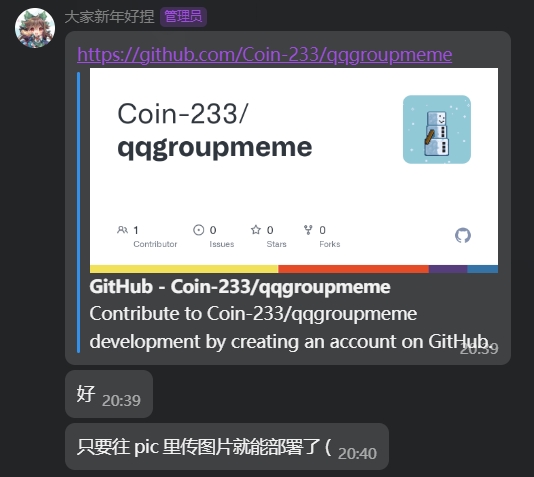 大家新年好捏 管理员
https://github.com/Coin-233/qqgroupmeme
Coin-233/
qqgroupmeme
1
Contributor
0
Issues
0
Stars
0
Forks
GitHub - Coin-233/qqgroupmeme
Contribute to Coin-233/qqgroupmeme
development by creating an account on GitHub.
20:39
好 20:39
只要往 pic 里传图片就能部署了 ( 20:40